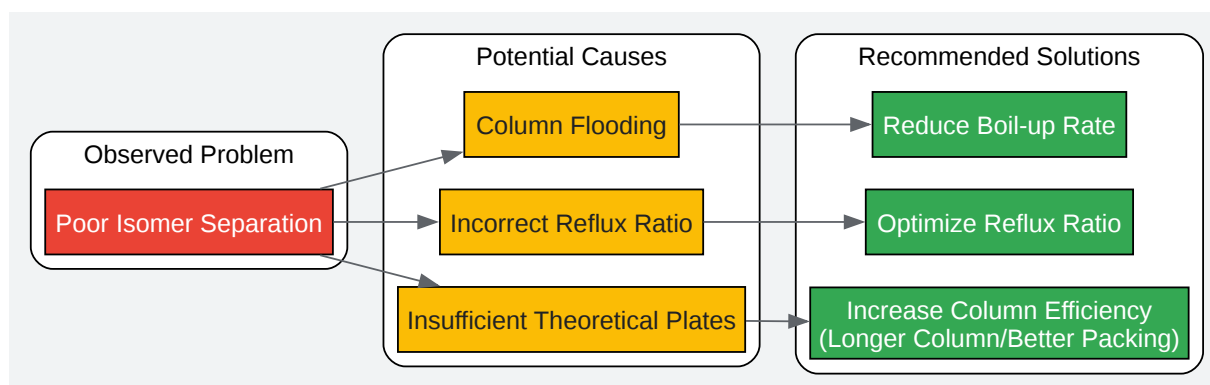 Observed Problem
Poor Isomer Separation
Potential Causes
Column Flooding
Incorrect Reflux Ratio
Insufficient Theoretical Plates
Recommended Solutions
Reduce Boil-up Rate
Optimize Reflux Ratio
Increase Column Efficiency
(Longer Column/Better Packing)